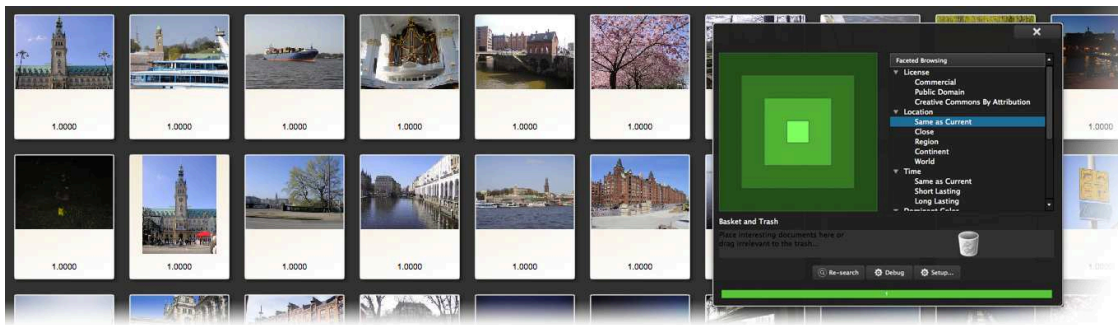 1.0000
1.0000
1.0000
1.0000
1.0000
1.0000
1.0000
Faceted Browsing
License
Commercial
Public Domain
Creative Commons By Attribution
Location
Same as Current
Close
Region
Continent
World
Time
Same as Current
Short Lasting
Long Lasting
Dominant Color
Basket and Trash
Place interesting documents here or
drag irrelevant to the trash...
1.0000
1.0000
1.0000
1.0000
1.0000
1.0000
Re-search
Debug
Setup...